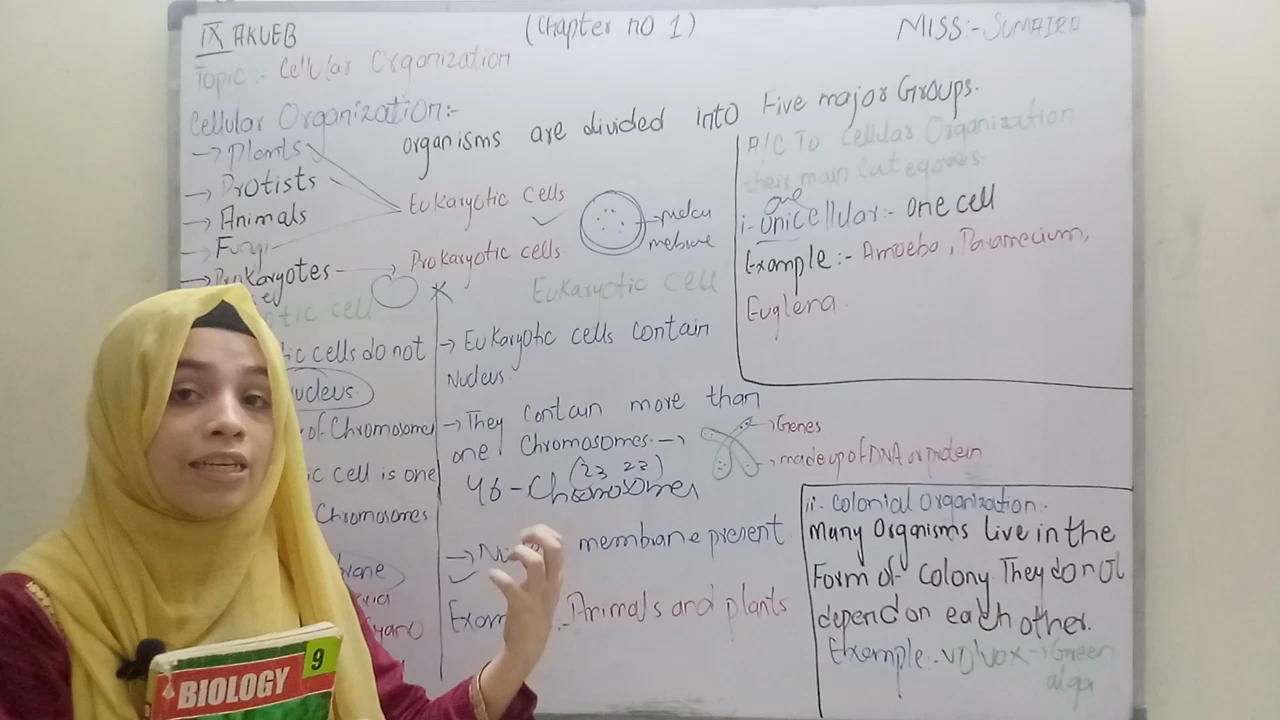 IX AKUEB
(Chapter no 1)
MISS:- SUMAIRA
Topic:- Cellular Organization
Cellular Organization:-
organisms are divided into Five major Groups.
→ Plants
→ Protists
→ Animals
→ Fungi
→ Prokaryotes
Eukaryotic cells
Prokaryotic cells
membrane
Eukaryotic cell
cell
cells do not
→ Eukaryotic cells contain
Nucleus.
of Chromosomes
→ They contain more than
one Chromosomes →
cell is one
(23 23)
46 - Chromosomes
Chromosomes
→ membrane present
Animals and plants
→ Genes
→ made up of DNA or protein
A/C To Cellular Organization
their main Categories
one
i- Unicellular:- One cell
Example:- Amoeba, Paramecium,
Euglena.
ii- Colonial Organization:-
Many Organisms live in the
Form of Colony They do not
depend on each other.
Example:- Volvox → Green
alga
BIOLOGY
9